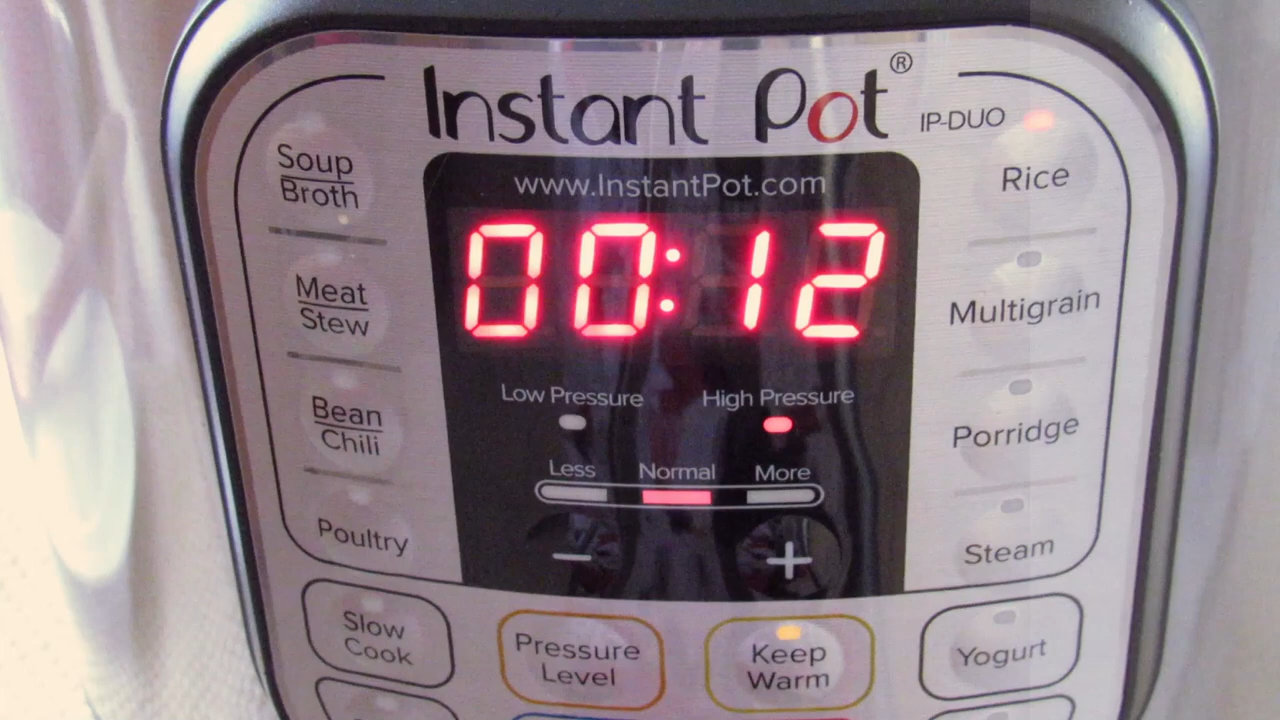 Instant Pot®
IP-DUO
www.InstantPot.com
00:12
Low Pressure
High Pressure
Less
Normal
More
−
+
Soup
Broth
Meat
Stew
Bean
Chili
Poultry
Slow
Cook
Pressure
Level
Keep
Warm
Rice
Multigrain
Porridge
Steam
Yogurt